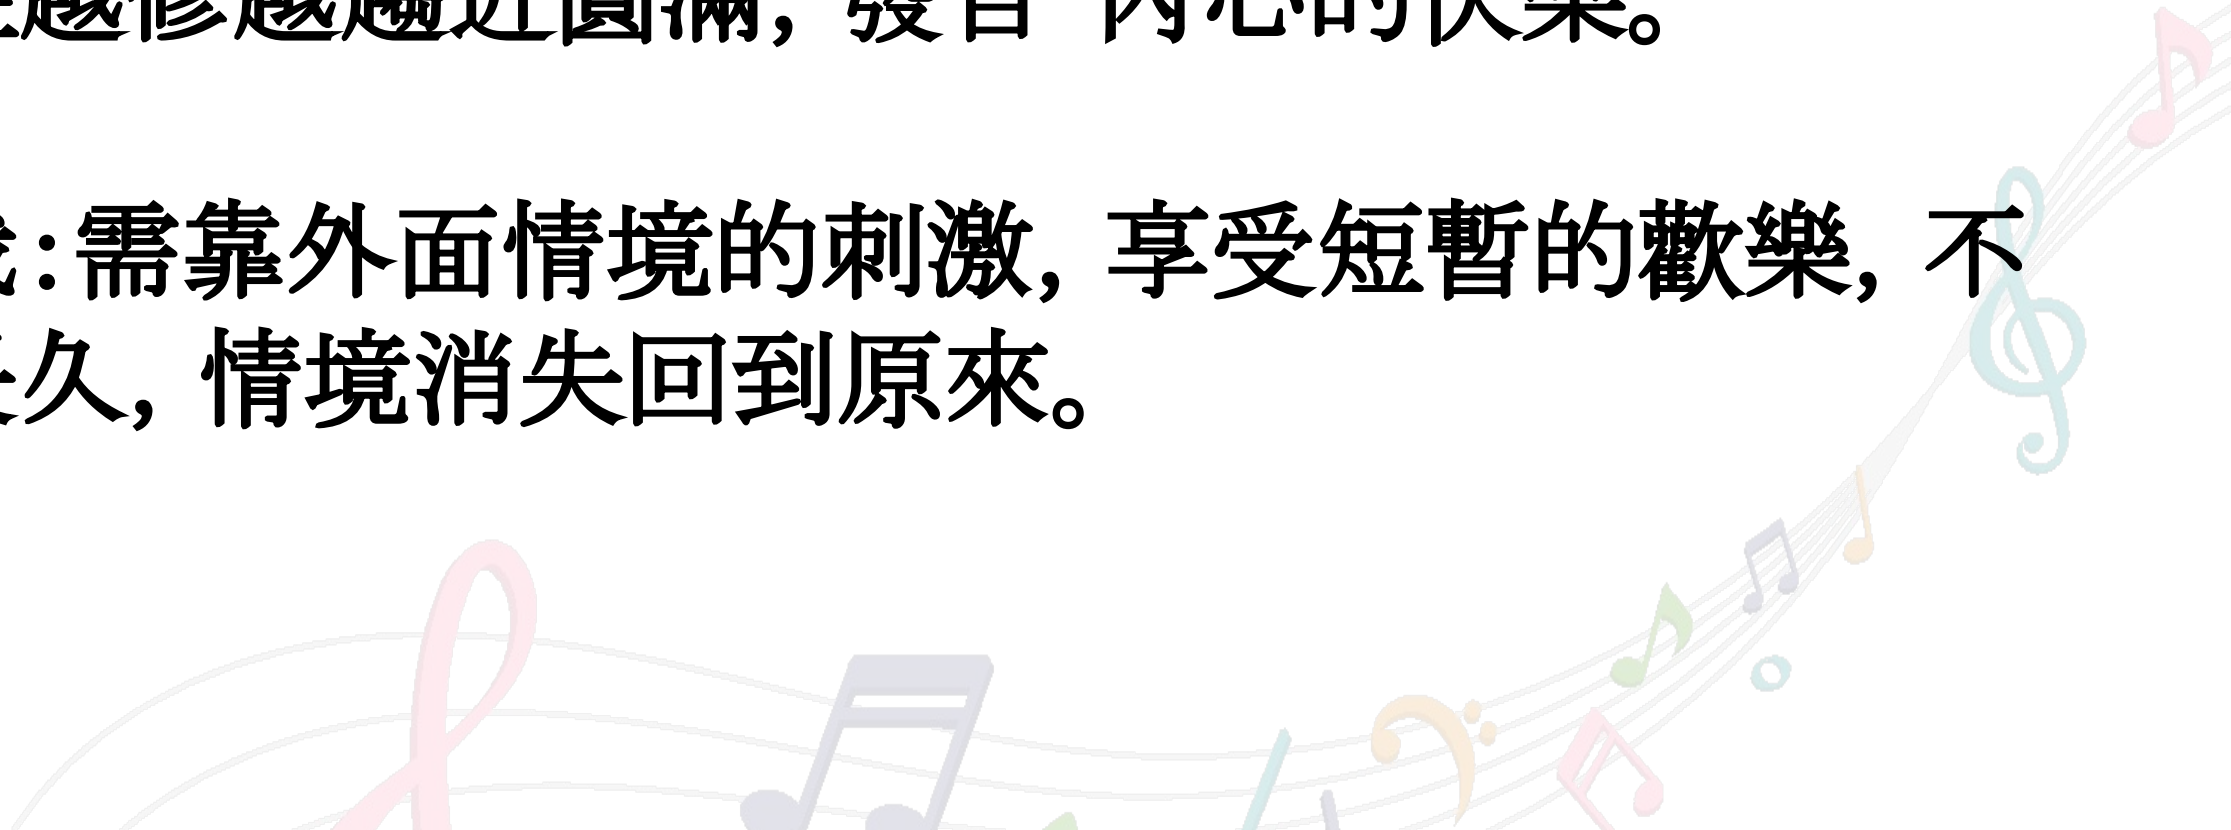 越修越趨近圓滿, 發自 內心的快樂。
:需靠外面情境的刺激, 享受短暫的歡樂, 不
久, 情境消失回到原來。